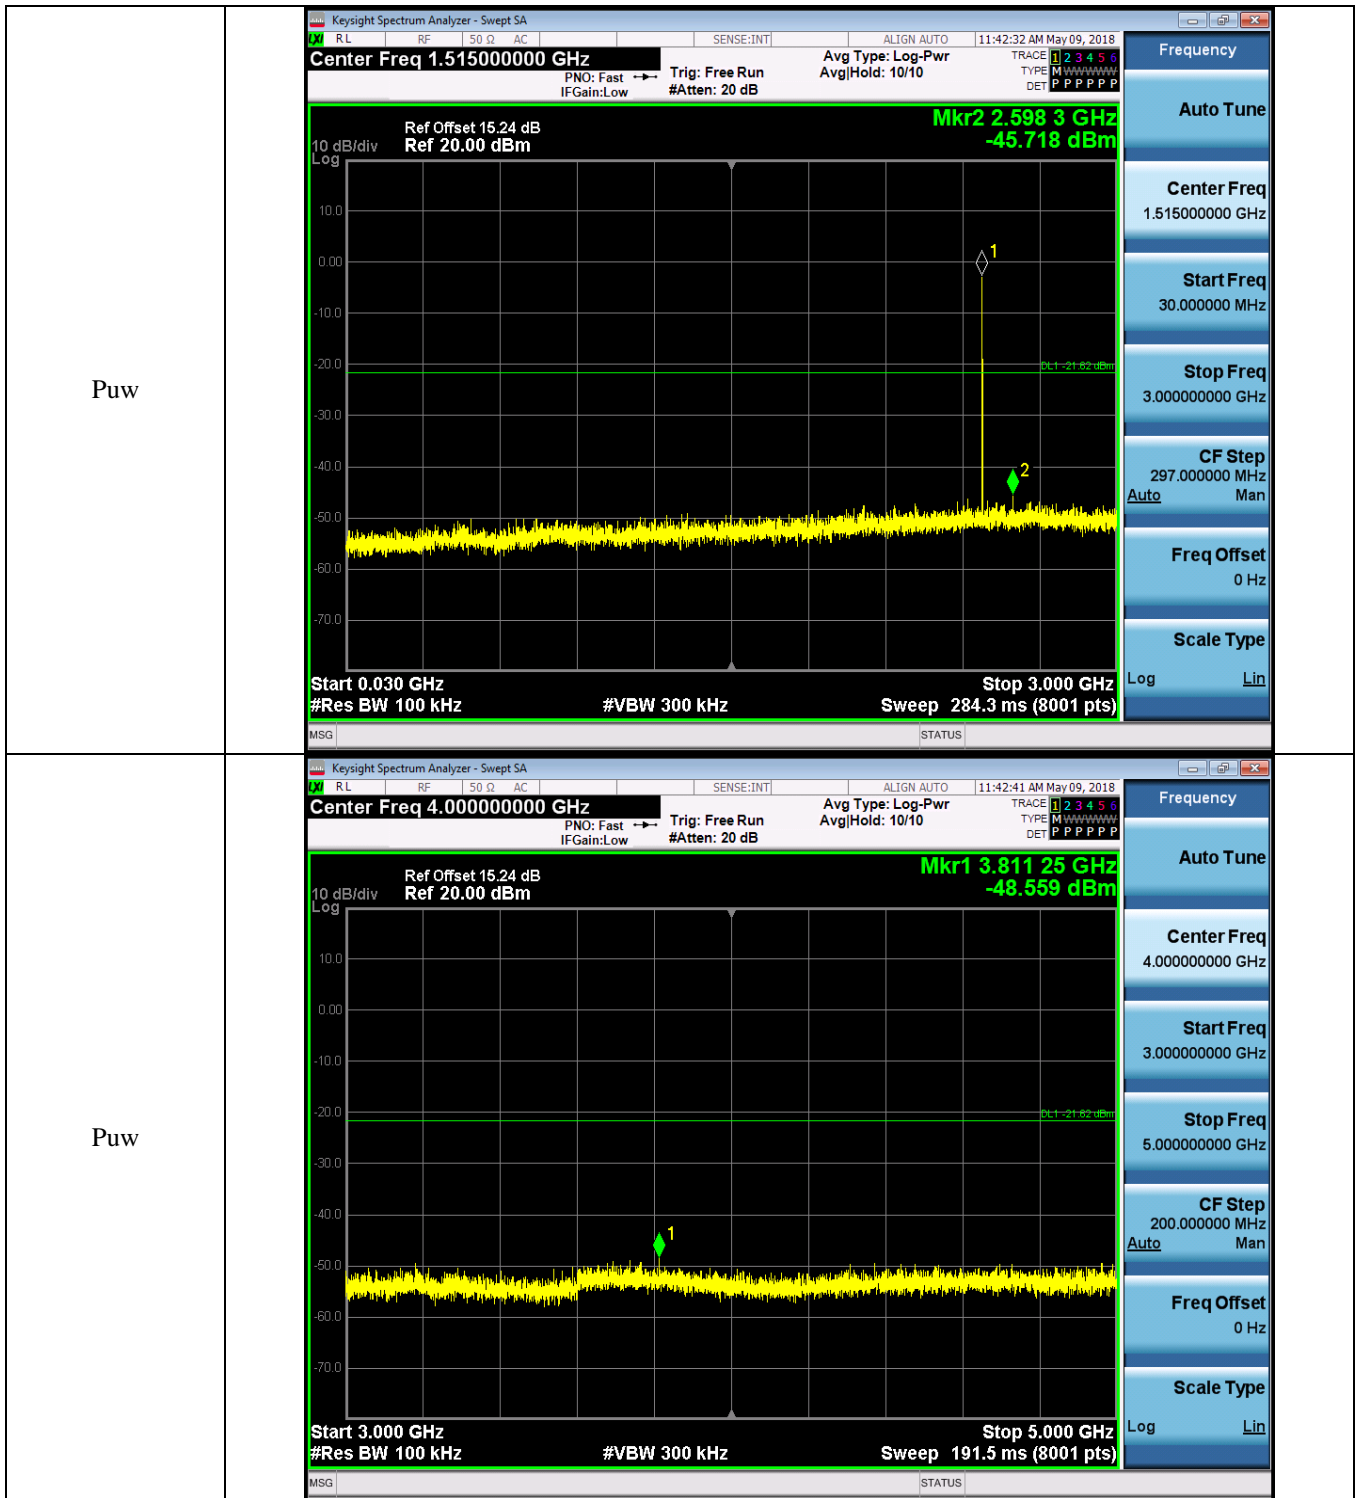 Puw
Keysight Spectrum Analyzer - Swept SA
LXI RL RF 50 Ω AC SENSE:INT ALIGN AUTO 11:42:32 AM May 09, 2018
Center Freq 1.515000000 GHz
PNO: Fast
IFGain:Low
Trig: Free Run
#Atten: 20 dB
Avg Type: Log-Pwr
Avg|Hold: 10/10
TRACE 1 2 3 4 5 6
TYPE M WWWWW
DET P P P P P P
Mkr2 2.598 3 GHz
-45.718 dBm
Ref Offset 15.24 dB
10 dB/div Ref 20.00 dBm
Log
10.0
0.00
-10.0
-20.0
-30.0
-40.0
-50.0
-60.0
-70.0
1
DL1 -21.62 dBm
2
Start 0.030 GHz Stop 3.000 GHz
#Res BW 100 kHz #VBW 300 kHz Sweep 284.3 ms (8001 pts)
MSG STATUS
Frequency
Auto Tune
Center Freq
1.515000000 GHz
Start Freq
30.000000 MHz
Stop Freq
3.000000000 GHz
CF Step
297.000000 MHz
Auto Man
Freq Offset
0 Hz
Scale Type
Log Lin
Puw
Keysight Spectrum Analyzer - Swept SA
LXI RL RF 50 Ω AC SENSE:INT ALIGN AUTO 11:42:41 AM May 09, 2018
Center Freq 4.000000000 GHz
PNO: Fast
IFGain:Low
Trig: Free Run
#Atten: 20 dB
Avg Type: Log-Pwr
Avg|Hold: 10/10
TRACE 1 2 3 4 5 6
TYPE M WWWWW
DET P P P P P P
Mkr1 3.811 25 GHz
-48.559 dBm
Ref Offset 15.24 dB
10 dB/div Ref 20.00 dBm
Log
10.0
0.00
-10.0
-20.0
-30.0
-40.0
-50.0
-60.0
-70.0
DL1 -21.62 dBm
1
Start 3.000 GHz Stop 5.000 GHz
#Res BW 100 kHz #VBW 300 kHz Sweep 191.5 ms (8001 pts)
MSG STATUS
Frequency
Auto Tune
Center Freq
4.000000000 GHz
Start Freq
3.000000000 GHz
Stop Freq
5.000000000 GHz
CF Step
200.000000 MHz
Auto Man
Freq Offset
0 Hz
Scale Type
Log Lin